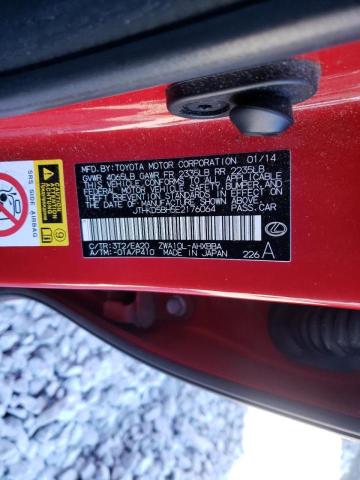 MFD. BY: TOYOTA MOTOR CORPORATION 01/14
GVWR 4065LB GAWR FR 2335LB RR 2235LB
THIS VEHICLE CONFORMS TO ALL APPLICABLE
FEDERAL MOTOR VEHICLE SAFETY, BUMPER, AND
THEFT PREVENTION STANDARDS IN EFFECT ON
THE DATE OF MANUFACTURE SHOWN ABOVE.
JTHKD5BH5E2176064 PASS.CAR
C/TR:3T2/EA20 ZWA10L-AHXBBA
A/TM:-01A/P410 MADE IN JAPAN 226 A
SRS SIDE AIRBAG